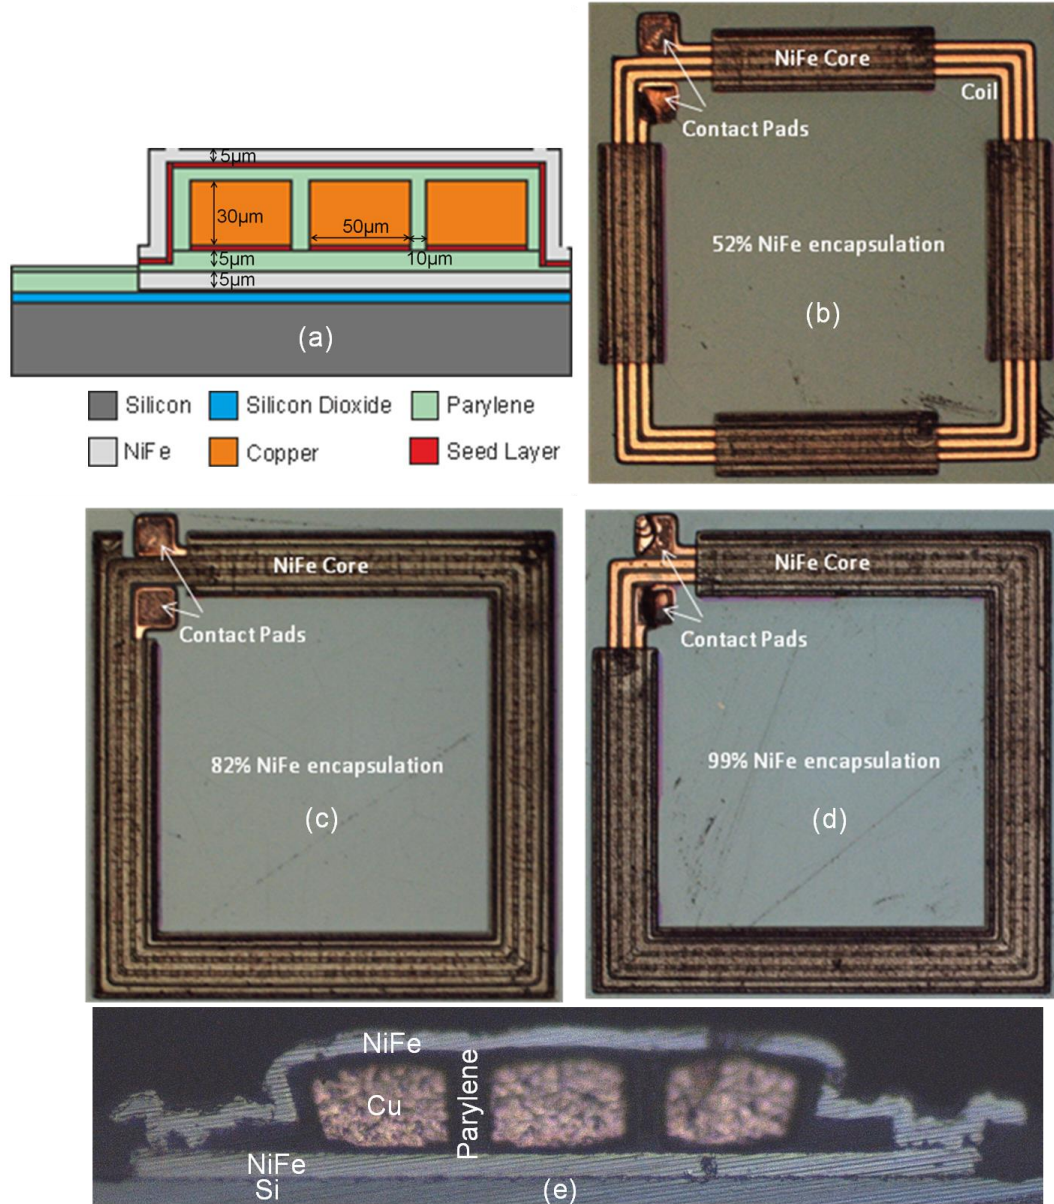 5µm
30µm
50µm
5µm
10µm
5µm
(a)
Silicon
Silicon Dioxide
Parylene
NiFe
Copper
Seed Layer
NiFe Core
Coil
Contact Pads
52% NiFe encapsulation
(b)
NiFe Core
Contact Pads
82% NiFe encapsulation
(c)
NiFe Core
Contact Pads
99% NiFe encapsulation
(d)
NiFe
Parylene
Cu
NiFe
Si
(e)